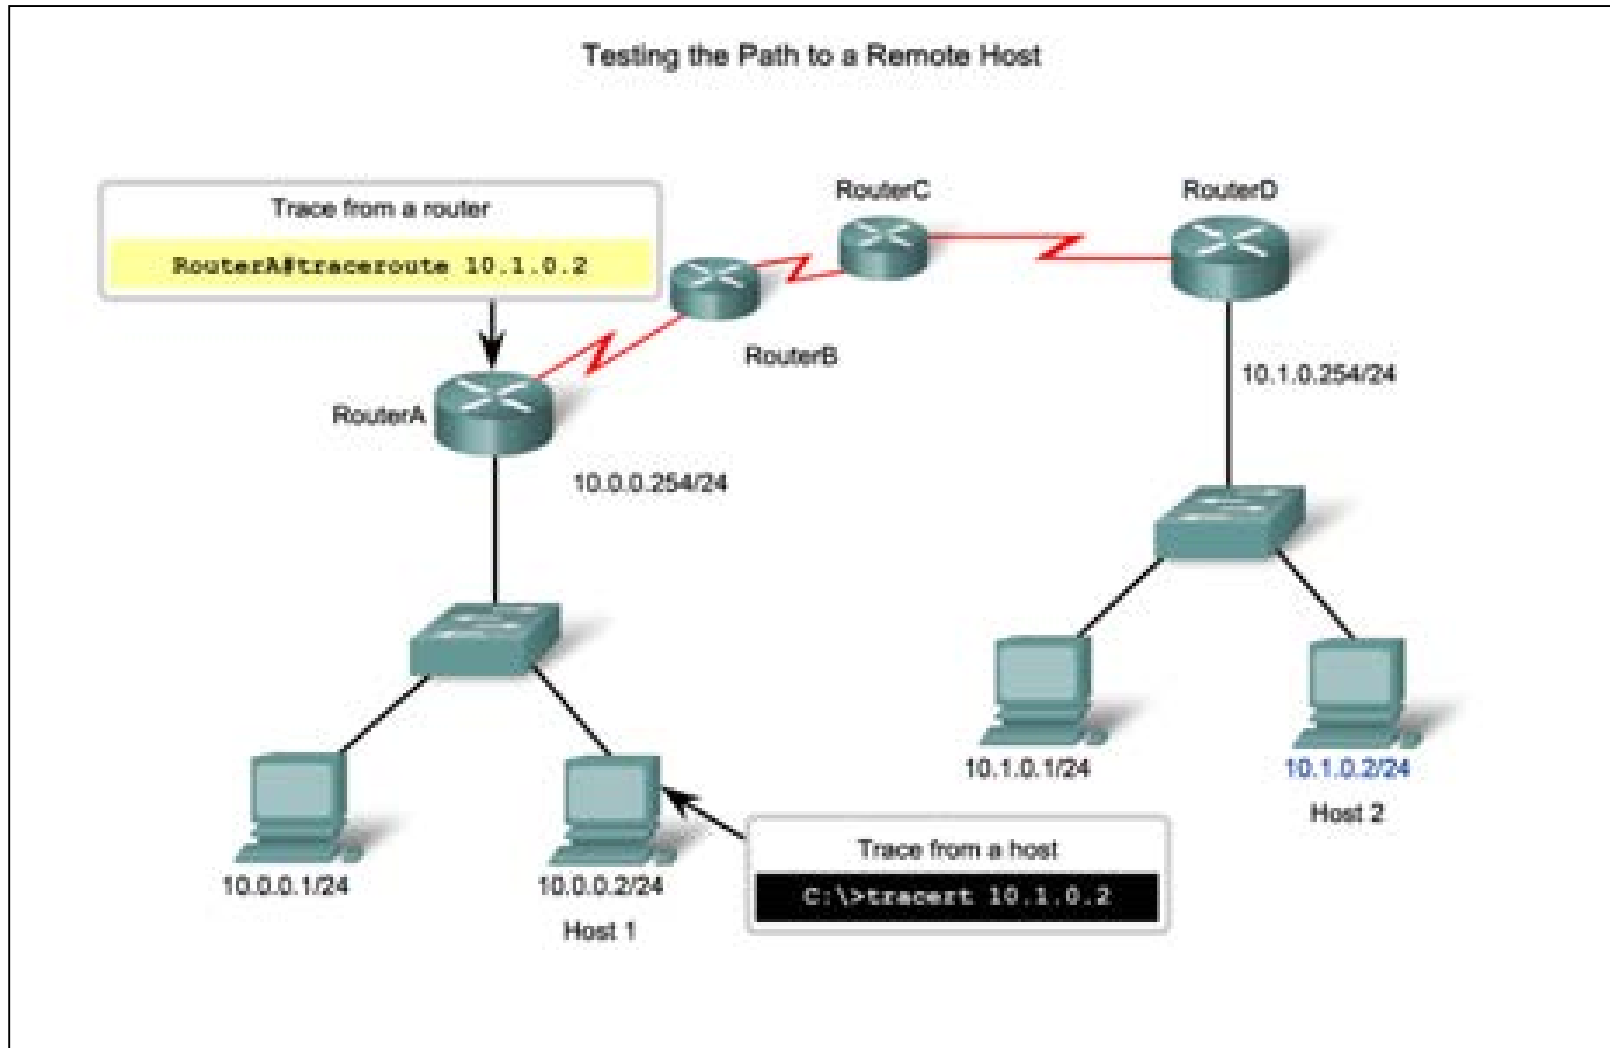 Testing the Path to a Remote Host
Trace from a router
RouterA#traceroute 10.1.0.2
RouterC
RouterD
RouterB
RouterA
10.1.0.254/24
10.0.0.254/24
10.1.0.1/24
10.1.0.2/24
Host 2
Trace from a host
C:\>tracert 10.1.0.2
10.0.0.1/24
10.0.0.2/24
Host 1